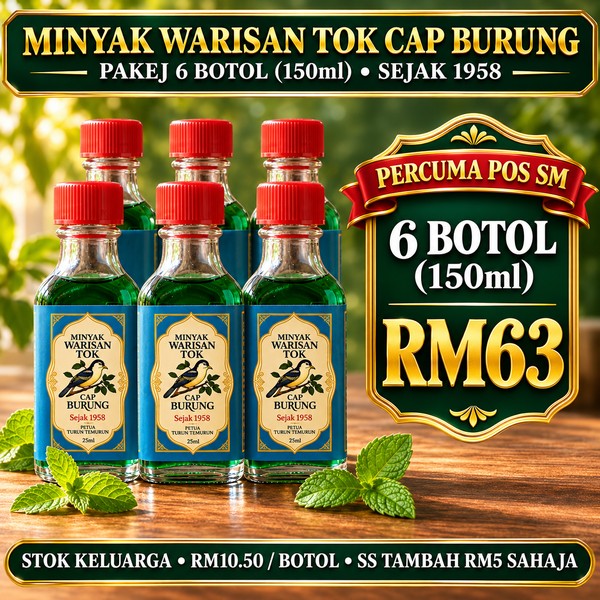 MINYAK WARISAN TOK CAP BURUNG
PAKEJ 6 BOTOL (150ml) • SEJAK 1958
PERCUMA POS SM
6 BOTOL
(150ml)
RM63
MINYAK
WARISAN
TOK
CAP
BURUNG
Sejak 1958
PETUA
TURUN TEMURUN
25ml
MINYAK
WARISAN
TOK
CAP
BURUNG
Sejak 1958
PETUA
TURUN TEMURUN
25ml
MINYAK
WARISAN
TOK
CAP
BURUNG
Sejak 1958
PETUA
TURUN TEMURUN
25ml
STOK KELUARGA • RM10.50 / BOTOL • SS TAMBAH RM5 SAHAJA